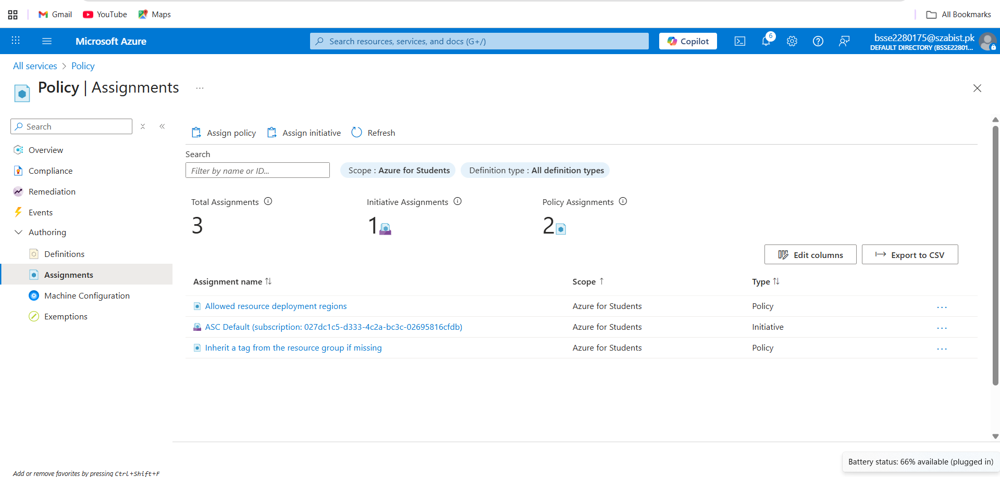 Gmail YouTube Maps All Bookmarks
Microsoft Azure Search resources, services, and docs (G+/) Copilot 6 bsse2280175@szabist.pk
DEFAULT DIRECTORY (BSSE22801...
All services > Policy
Policy | Assignments ...
Search
Overview
Compliance
Remediation
Events
Authoring
Definitions
Assignments
Machine Configuration
Exemptions
Assign policy Assign initiative Refresh
Search
Filter by name or ID... Scope : Azure for Students Definition type : All definition types
Total Assignments Initiative Assignments Policy Assignments
3 1 2
Edit columns Export to CSV
Assignment name Scope Type
Allowed resource deployment regions Azure for Students Policy ...
ASC Default (subscription: 027dc1c5-d333-4c2a-bc3c-02695816cfdb) Azure for Students Initiative ...
Inherit a tag from the resource group if missing Azure for Students Policy ...
Battery status: 66% available (plugged in)
Add or remove favorites by pressing Ctrl+Shift+F